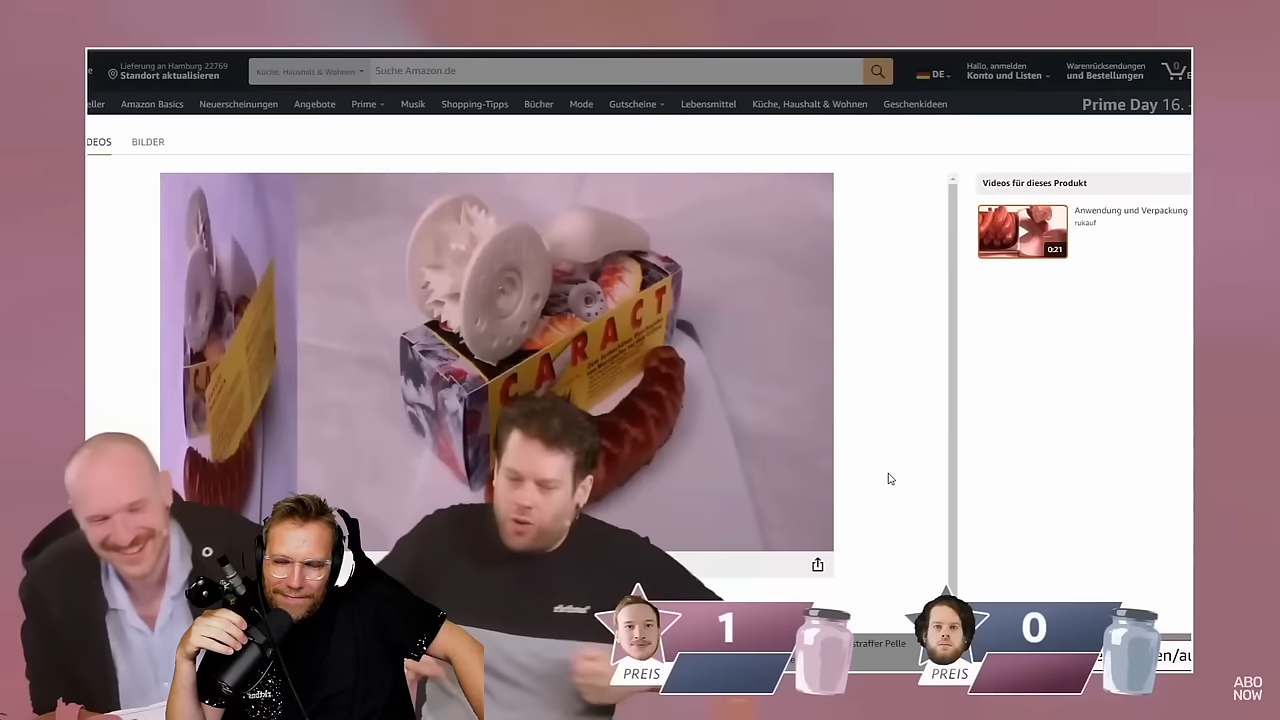 e
Lieferung an Hamburg 22769
Standort aktualisieren
Küche, Haushalt & Wohnen
Suche Amazon.de
DE
Hallo, anmelden
Konto und Listen
Warenrücksendungen
und Bestellungen
0
eller
Amazon Basics
Neuerscheinungen
Angebote
Prime
Musik
Shopping-Tipps
Bücher
Mode
Gutscheine
Lebensmittel
Küche, Haushalt & Wohnen
Geschenkideen
Prime Day 16. -
DEOS
BILDER
Videos für dieses Produkt
Anwendung und Verpackung
rukauf
0:21
CARACT
1
PREIS
0
PREIS
straffer Pelle
en/au
ABO
NOW